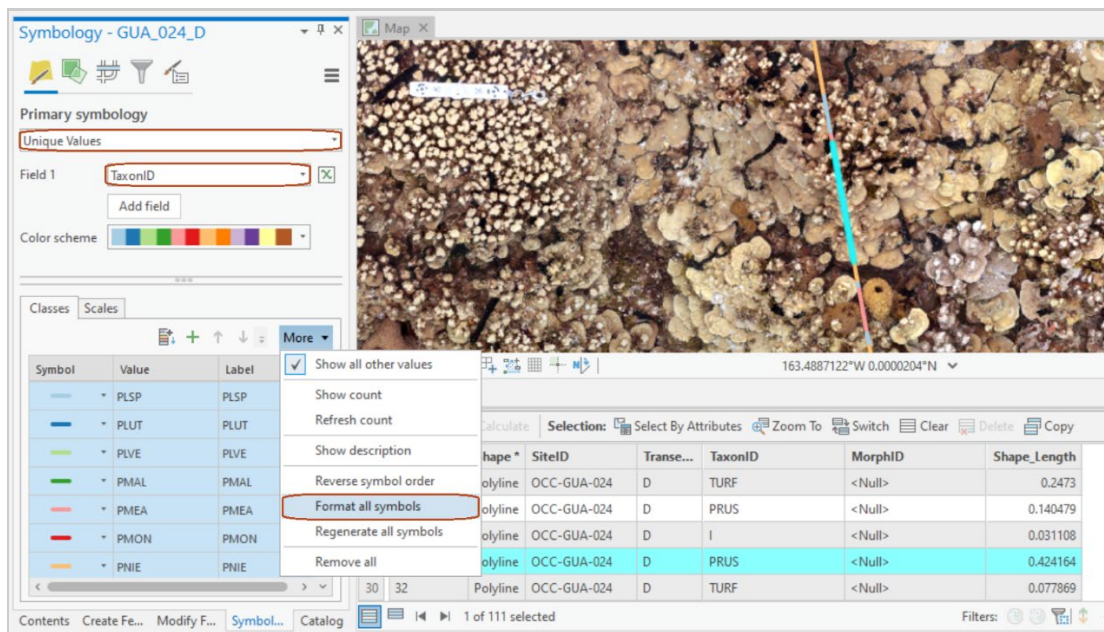 Symbology - GUA_024_D
Primary symbology
Unique Values
Field 1 TaxonID
Add field
Color scheme
Classes Scales
More
Symbol Value Label
PLSP PLSP
PLUT PLUT
PLVE PLVE
PMAL PMAL
PMEA PMEA
PMON PMON
PNIE PNIE
Contents Create Fe... Modify F... Symbol... Catalog
Show all other values
Show count
Refresh count
Show description
Reverse symbol order
Format all symbols
Regenerate all symbols
Remove all
Map
163.4887122°W 0.0000204°N
Calculate Selection: Select By Attributes Zoom To Switch Clear Delete Copy
hape * SiteID Transe... TaxonID MorphID Shape_Length
olyline OCC-GUA-024 D TURF <Null> 0.2473
olyline OCC-GUA-024 D PRUS <Null> 0.140479
olyline OCC-GUA-024 D I <Null> 0.031108
olyline OCC-GUA-024 D PRUS <Null> 0.424164
30 32 Polyline OCC-GUA-024 D TURF <Null> 0.077869
1 of 111 selected
Filters: